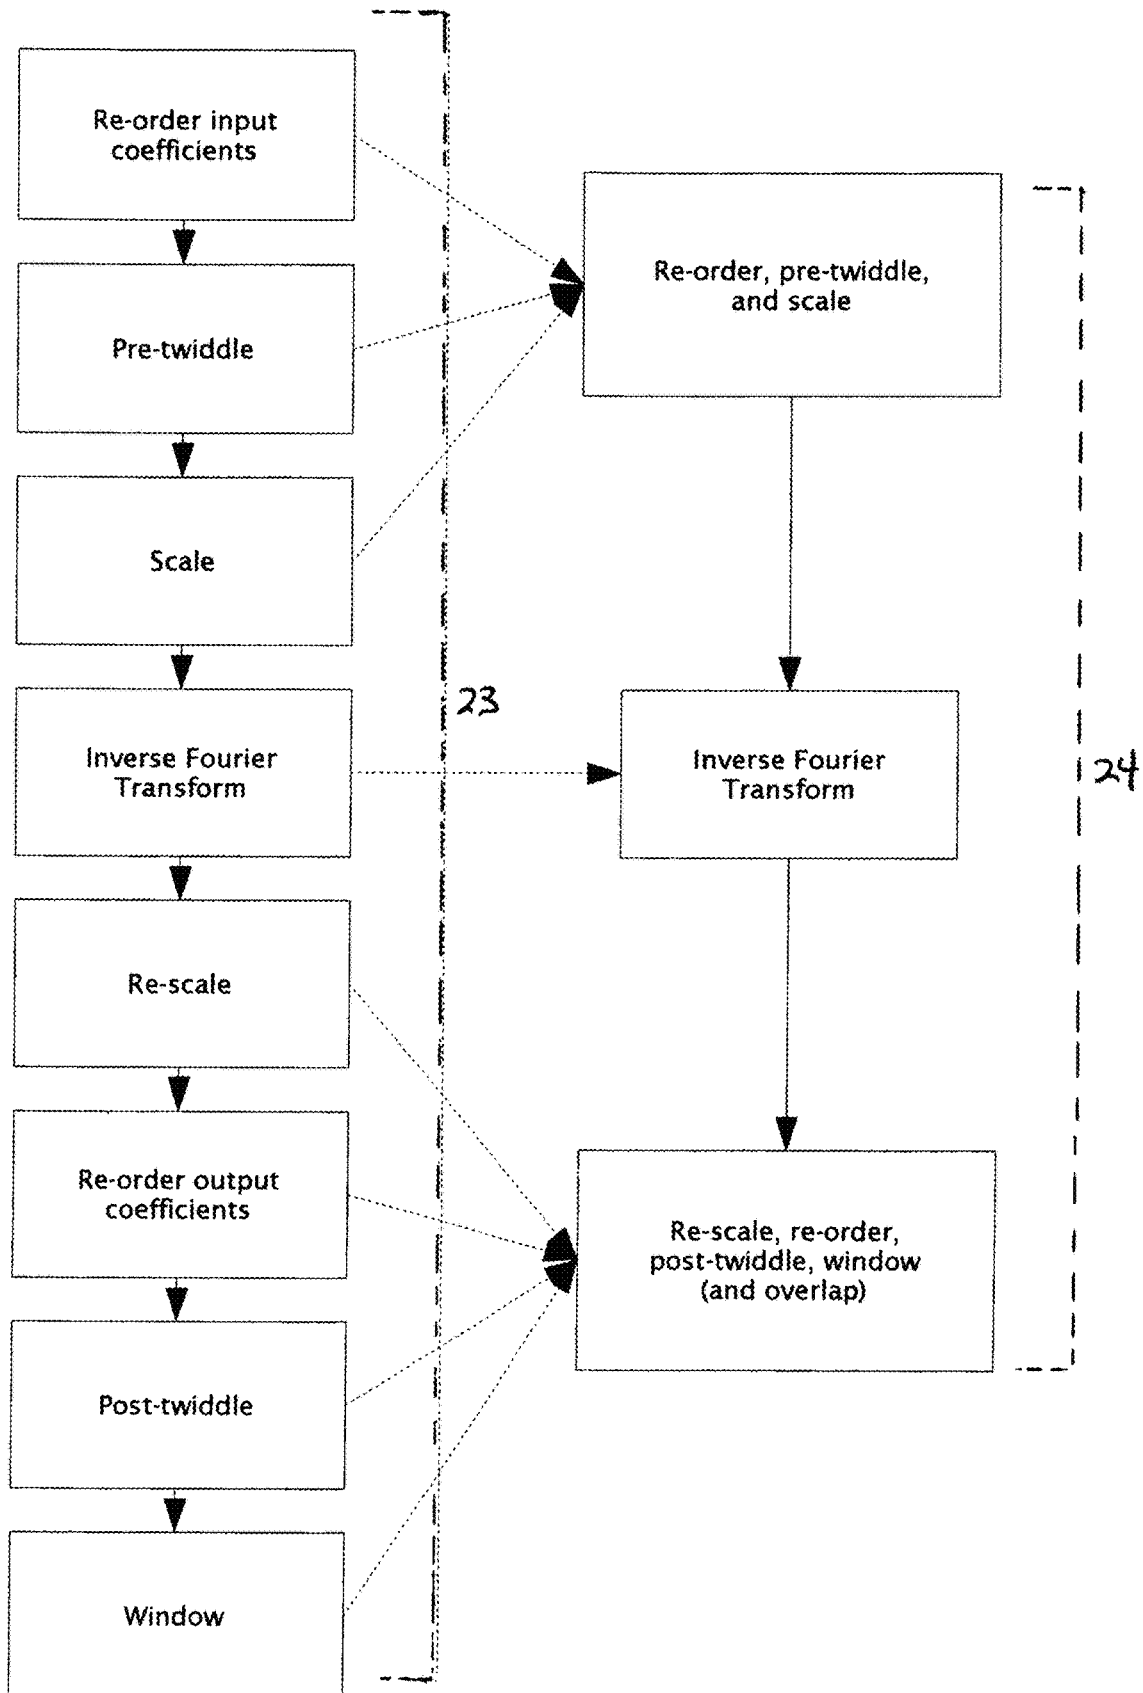 Re-order input
coefficients
Pre-twiddle
Scale
Inverse Fourier
Transform
Re-scale
Re-order output
coefficients
Post-twiddle
Window
23
Re-order, pre-twiddle,
and scale
Inverse Fourier
Transform
Re-scale, re-order,
post-twiddle, window
(and overlap)
24